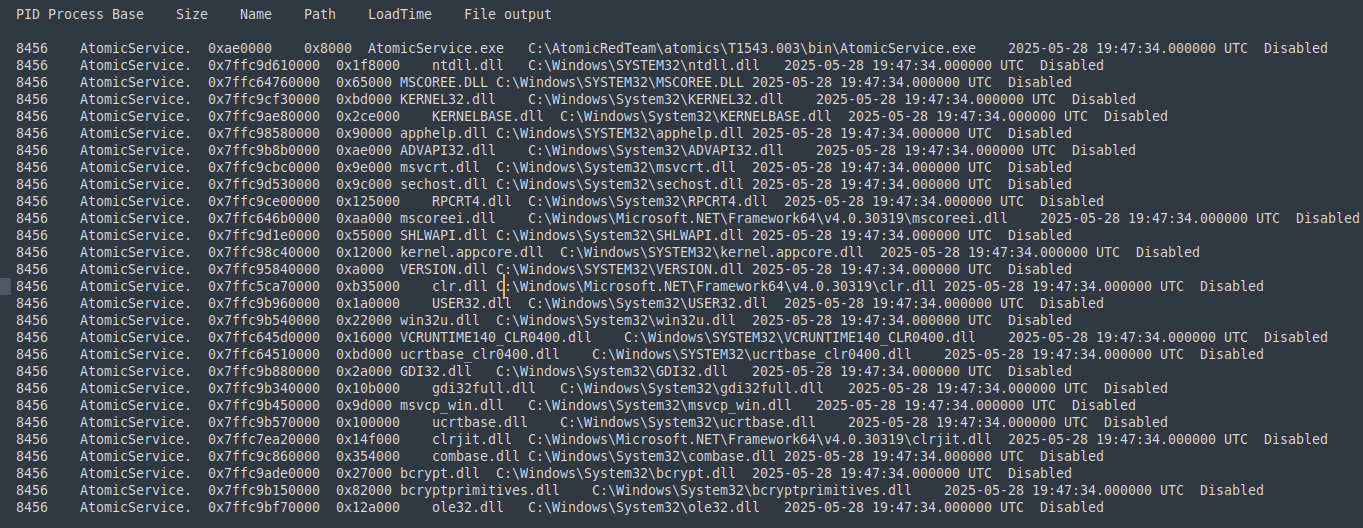 PID Process Base Size Name Path LoadTime File output
8456 AtomicService. 0xae0000 0x8000 AtomicService.exe C:\AtomicRedTeam\atomics\T1543.003\bin\AtomicService.exe 2025-05-28 19:47:34.000000 UTC Disabled
8456 AtomicService. 0x7ffc9d610000 0x1f8000 ntdll.dll C:\Windows\SYSTEM32\ntdll.dll 2025-05-28 19:47:34.000000 UTC Disabled
8456 AtomicService. 0x7ffc64760000 0x65000 MSCOREE.DLL C:\Windows\SYSTEM32\MSCOREE.DLL 2025-05-28 19:47:34.000000 UTC Disabled
8456 AtomicService. 0x7ffc9cf30000 0xbd000 KERNEL32.dll C:\Windows\System32\KERNEL32.dll 2025-05-28 19:47:34.000000 UTC Disabled
8456 AtomicService. 0x7ffc9ae80000 0x2ce000 KERNELBASE.dll C:\Windows\System32\KERNELBASE.dll 2025-05-28 19:47:34.000000 UTC Disabled
8456 AtomicService. 0x7ffc98580000 0x90000 apphelp.dll C:\Windows\SYSTEM32\apphelp.dll 2025-05-28 19:47:34.000000 UTC Disabled
8456 AtomicService. 0x7ffc9b8b0000 0xae000 ADVAPI32.dll C:\Windows\System32\ADVAPI32.dll 2025-05-28 19:47:34.000000 UTC Disabled
8456 AtomicService. 0x7ffc9cbc0000 0x9e000 msvcrt.dll C:\Windows\System32\msvcrt.dll 2025-05-28 19:47:34.000000 UTC Disabled
8456 AtomicService. 0x7ffc9d530000 0x9c000 sechost.dll C:\Windows\System32\sechost.dll 2025-05-28 19:47:34.000000 UTC Disabled
8456 AtomicService. 0x7ffc9ce00000 0x125000 RPCRT4.dll C:\Windows\System32\RPCRT4.dll 2025-05-28 19:47:34.000000 UTC Disabled
8456 AtomicService. 0x7ffc646b0000 0xaa000 mscoreei.dll C:\Windows\Microsoft.NET\Framework64\v4.0.30319\mscoreei.dll 2025-05-28 19:47:34.000000 UTC Disabled
8456 AtomicService. 0x7ffc9d1e0000 0x55000 SHLWAPI.dll C:\Windows\System32\SHLWAPI.dll 2025-05-28 19:47:34.000000 UTC Disabled
8456 AtomicService. 0x7ffc98c40000 0x12000 kernel.appcore.dll C:\Windows\SYSTEM32\kernel.appcore.dll 2025-05-28 19:47:34.000000 UTC Disabled
8456 AtomicService. 0x7ffc95840000 0xa000 VERSION.dll C:\Windows\SYSTEM32\VERSION.dll 2025-05-28 19:47:34.000000 UTC Disabled
8456 AtomicService. 0x7ffc5ca70000 0xb35000 clr.dll C:\Windows\Microsoft.NET\Framework64\v4.0.30319\clr.dll 2025-05-28 19:47:34.000000 UTC Disabled
8456 AtomicService. 0x7ffc9b960000 0x1a0000 USER32.dll C:\Windows\System32\USER32.dll 2025-05-28 19:47:34.000000 UTC Disabled
8456 AtomicService. 0x7ffc9b540000 0x22000 win32u.dll C:\Windows\System32\win32u.dll 2025-05-28 19:47:34.000000 UTC Disabled
8456 AtomicService. 0x7ffc645d0000 0x16000 VCRUNTIME140_CLR0400.dll C:\Windows\SYSTEM32\VCRUNTIME140_CLR0400.dll 2025-05-28 19:47:34.000000 UTC Disabled
8456 AtomicService. 0x7ffc64510000 0xbd000 ucrtbase_clr0400.dll C:\Windows\SYSTEM32\ucrtbase_clr0400.dll 2025-05-28 19:47:34.000000 UTC Disabled
8456 AtomicService. 0x7ffc9b880000 0x2a000 GDI32.dll C:\Windows\System32\GDI32.dll 2025-05-28 19:47:34.000000 UTC Disabled
8456 AtomicService. 0x7ffc9b340000 0x10b000 gdi32full.dll C:\Windows\System32\gdi32full.dll 2025-05-28 19:47:34.000000 UTC Disabled
8456 AtomicService. 0x7ffc9b450000 0x9d000 msvcp_win.dll C:\Windows\System32\msvcp_win.dll 2025-05-28 19:47:34.000000 UTC Disabled
8456 AtomicService. 0x7ffc9b570000 0x100000 ucrtbase.dll C:\Windows\System32\ucrtbase.dll 2025-05-28 19:47:34.000000 UTC Disabled
8456 AtomicService. 0x7ffc7ea20000 0x14f000 clrjit.dll C:\Windows\Microsoft.NET\Framework64\v4.0.30319\clrjit.dll 2025-05-28 19:47:34.000000 UTC Disabled
8456 AtomicService. 0x7ffc9c860000 0x354000 combase.dll C:\Windows\System32\combase.dll 2025-05-28 19:47:34.000000 UTC Disabled
8456 AtomicService. 0x7ffc9ade0000 0x27000 bcrypt.dll C:\Windows\System32\bcrypt.dll 2025-05-28 19:47:34.000000 UTC Disabled
8456 AtomicService. 0x7ffc9b150000 0x82000 bcryptprimitives.dll C:\Windows\System32\bcryptprimitives.dll 2025-05-28 19:47:34.000000 UTC Disabled
8456 AtomicService. 0x7ffc9bf70000 0x12a000 ole32.dll C:\Windows\System32\ole32.dll 2025-05-28 19:47:34.000000 UTC Disabled